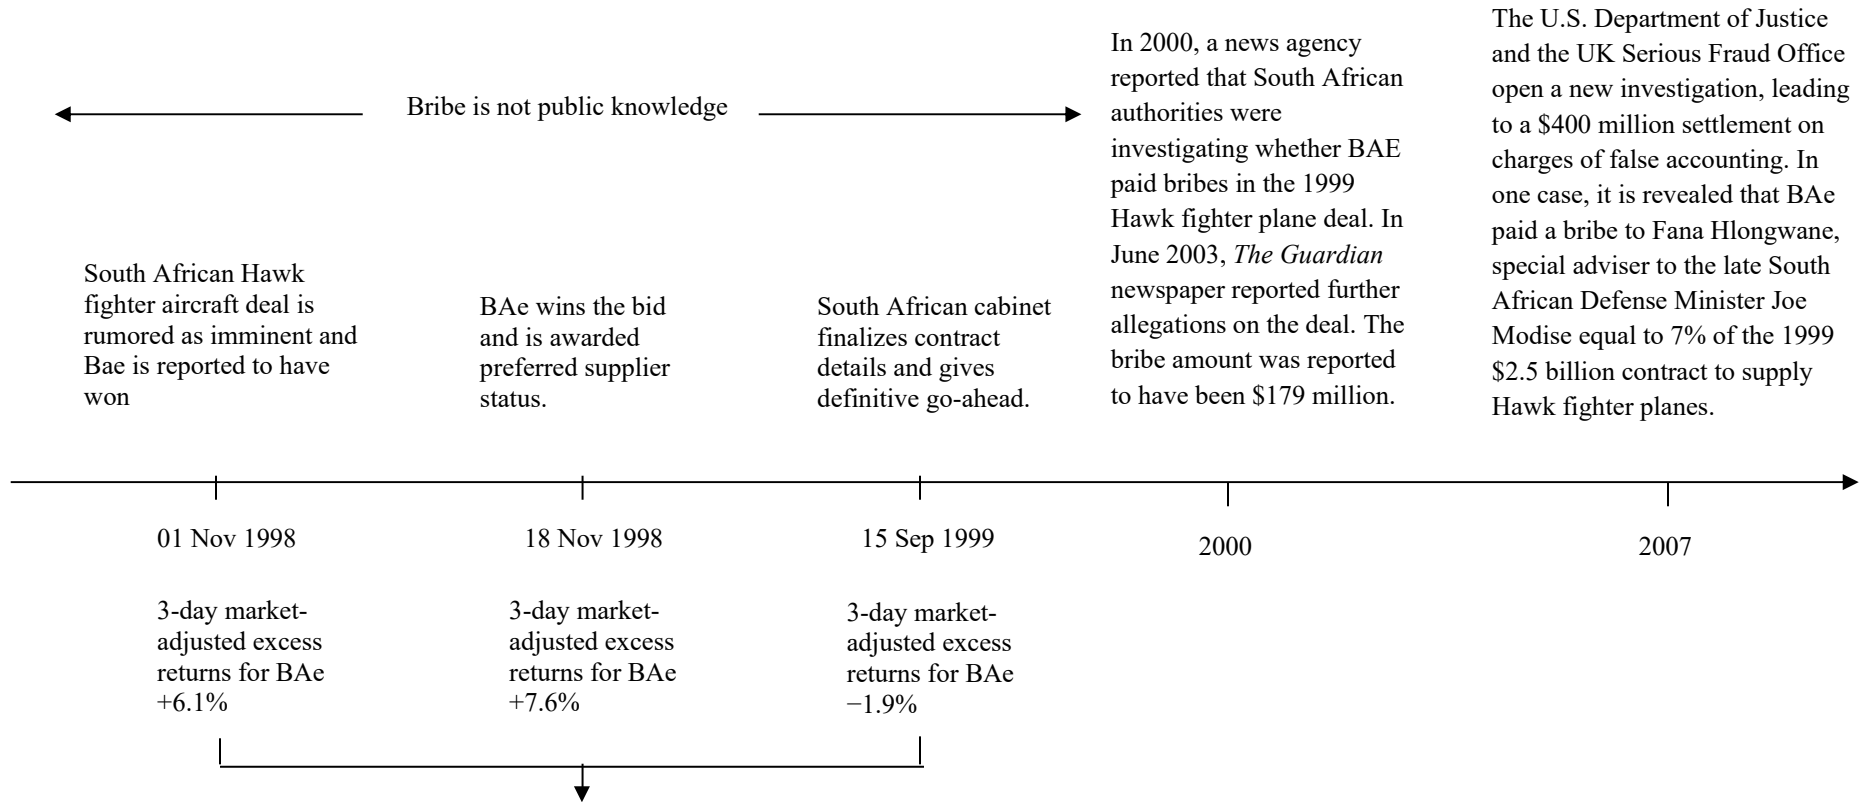 Bribe is not public knowledge
South African Hawk
fighter aircraft deal is
rumored as imminent and
Bae is reported to have
won
BAe wins the bid
and is awarded
preferred supplier
status.
South African cabinet
finalizes contract
details and gives
definitive go-ahead.
In 2000, a news agency
reported that South African
authorities were
investigating whether BAE
paid bribes in the 1999
Hawk fighter plane deal. In
June 2003, The Guardian
newspaper reported further
allegations on the deal. The
bribe amount was reported
to have been $179 million.
The U.S. Department of Justice
and the UK Serious Fraud Office
open a new investigation, leading
to a $400 million settlement on
charges of false accounting. In
one case, it is revealed that BAe
paid a bribe to Fana Hlongwane,
special adviser to the late South
African Defense Minister Joe
Modise equal to 7% of the 1999
$2.5 billion contract to supply
Hawk fighter planes.
01 Nov 1998
18 Nov 1998
15 Sep 1999
2000
2007
3-day market-
adjusted excess
returns for BAe
+6.1%
3-day market-
adjusted excess
returns for BAe
+7.6%
3-day market-
adjusted excess
returns for BAe
−1.9%